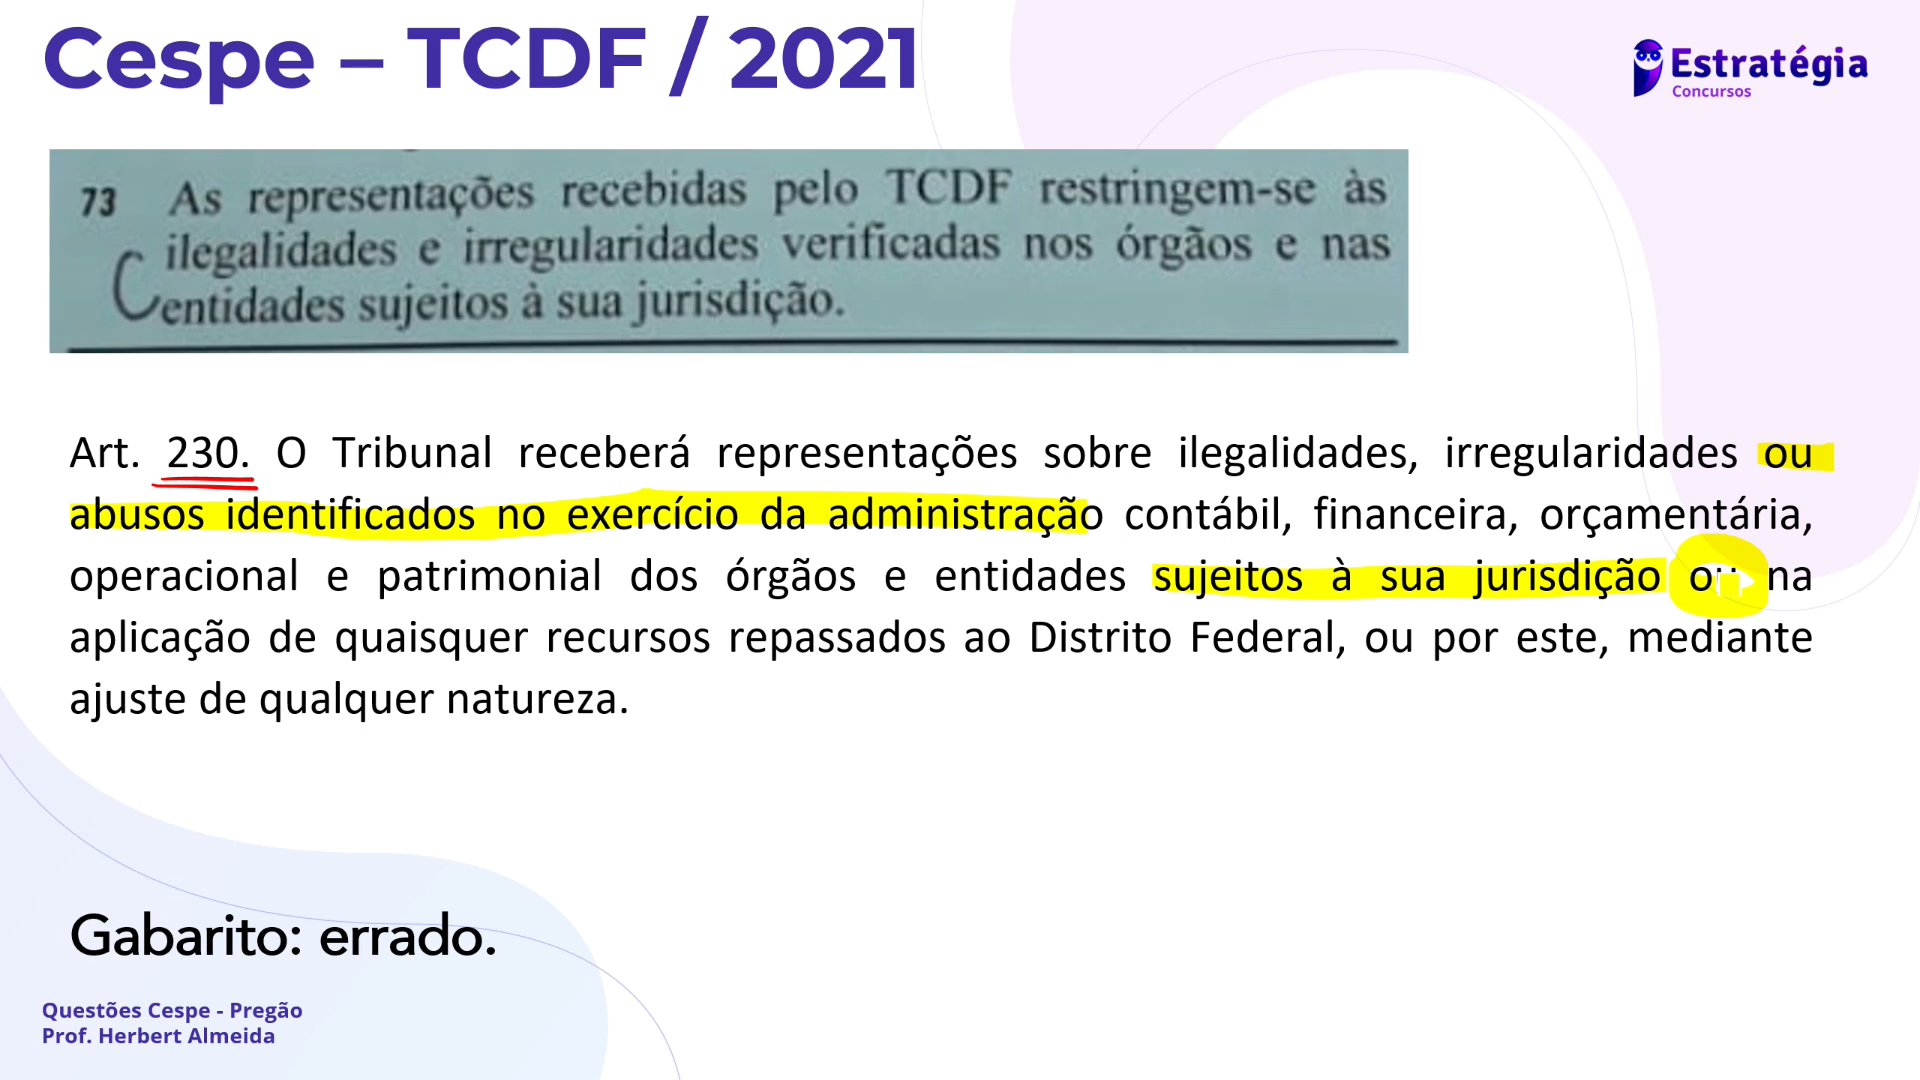 Cespe – TCDF / 2021
Estratégia
Concursos
73 As representações recebidas pelo TCDF restringem-se às
ilegalidades e irregularidades verificadas nos órgãos e nas
C entidades sujeitos à sua jurisdição.
Art. 230. O Tribunal receberá representações sobre ilegalidades, irregularidades ou
abusos identificados no exercício da administração contábil, financeira, orçamentária,
operacional e patrimonial dos órgãos e entidades sujeitos à sua jurisdição ou na
aplicação de quaisquer recursos repassados ao Distrito Federal, ou por este, mediante
ajuste de qualquer natureza.
Gabarito: errado.
Questões Cespe - Pregão
Prof. Herbert Almeida